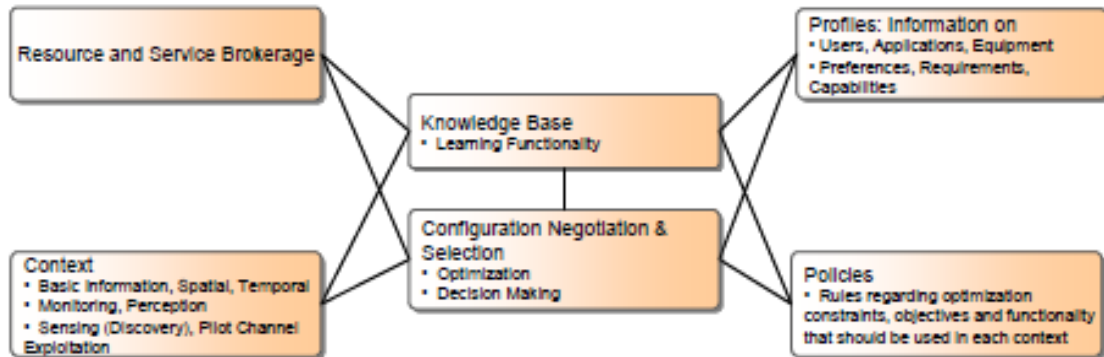 Resource and Service Brokerage
Profiles: Information on
▪ Users, Applications, Equipment
▪ Preferences, Requirements,
Capabilities
Knowledge Base
▪ Learning Functionality
Configuration Negotiation &
Selection
▪ Optimization
▪ Decision Making
Context
▪ Basic Information, Spatial, Temporal
▪ Monitoring, Perception
▪ Sensing (Discovery), Pilot Channel
Exploitation
Policies
▪ Rules regarding optimization
constraints, objectives and functionality
that should be used in each context